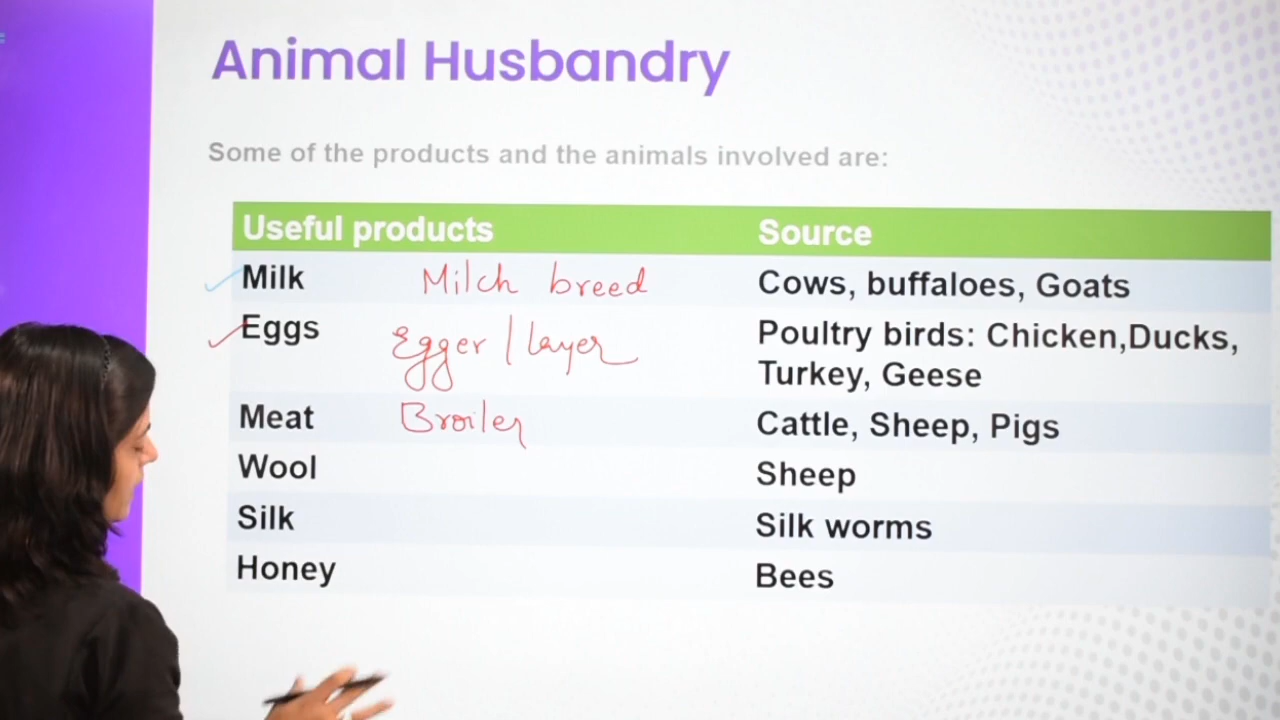 Animal Husbandry
Some of the products and the animals involved are:
Useful products Source
Milk Milch breed Cows, buffaloes, Goats
Eggs Egger / layer Poultry birds: Chicken,Ducks,
Turkey, Geese
Meat Broiler Cattle, Sheep, Pigs
Wool Sheep
Silk Silk worms
Honey Bees